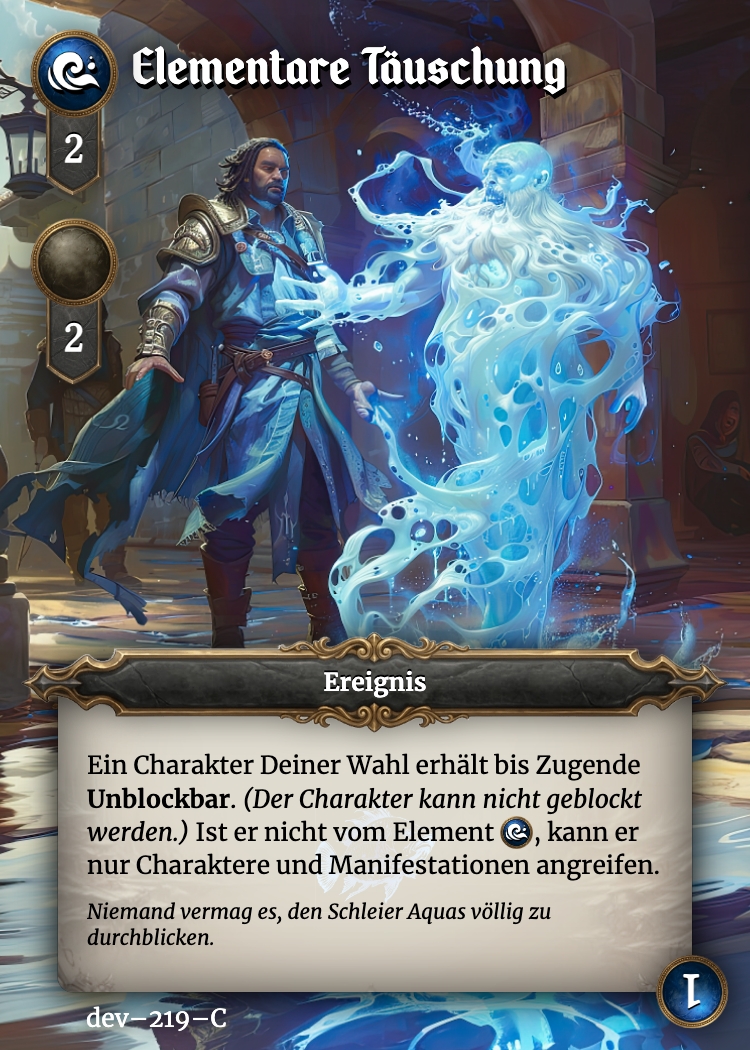 Elementare Täuschung
2
2
Ereignis
Ein Charakter Deiner Wahl erhält bis Zugende
Unblockbar. (Der Charakter kann nicht geblockt
werden.) Ist er nicht vom Element , kann er
nur Charaktere und Manifestationen angreifen.
Niemand vermag es, den Schleier Aquas völlig zu
durchblicken.
1
dev–219–C